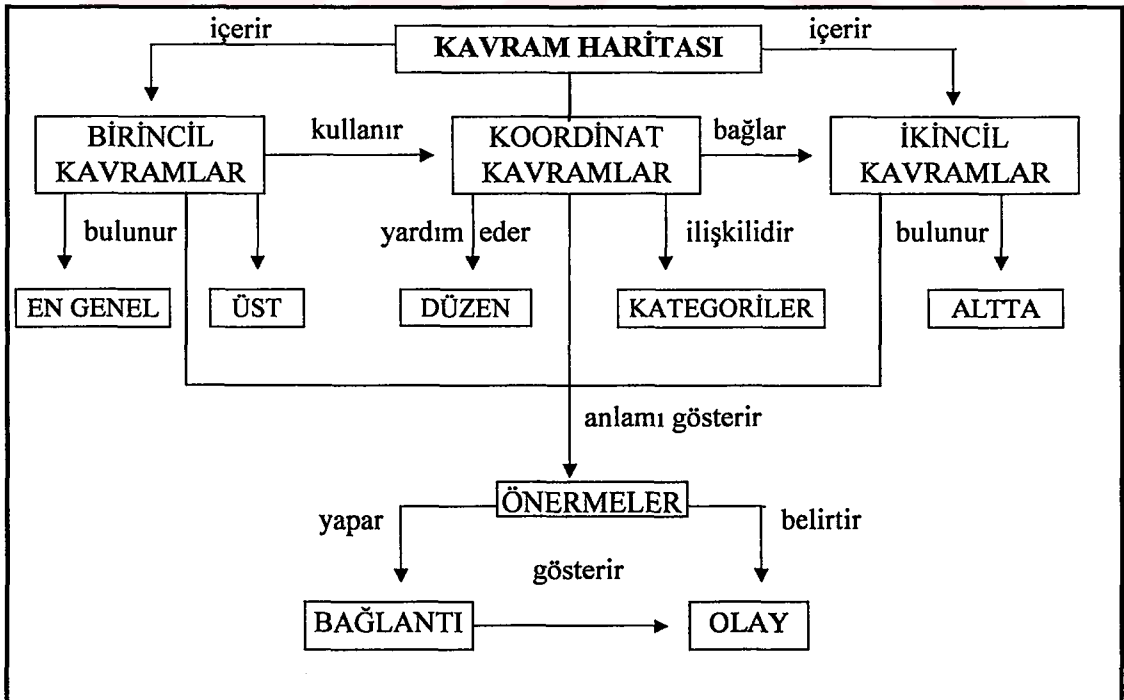 içerir KAVRAM HARİTASI içerir
BİRİNCİL
KAVRAMLAR
kullanır
KOORDİNAT
KAVRAMLAR
bağlar
İKİNCİL
KAVRAMLAR
bulunur
yardım eder
ilişkilidir
bulunur
EN GENEL
ÜST
DÜZEN
KATEGORİLER
ALTTA
anlamı gösterir
ÖNERMELER
yapar
belirtir
gösterir
BAĞLANTI
OLAY